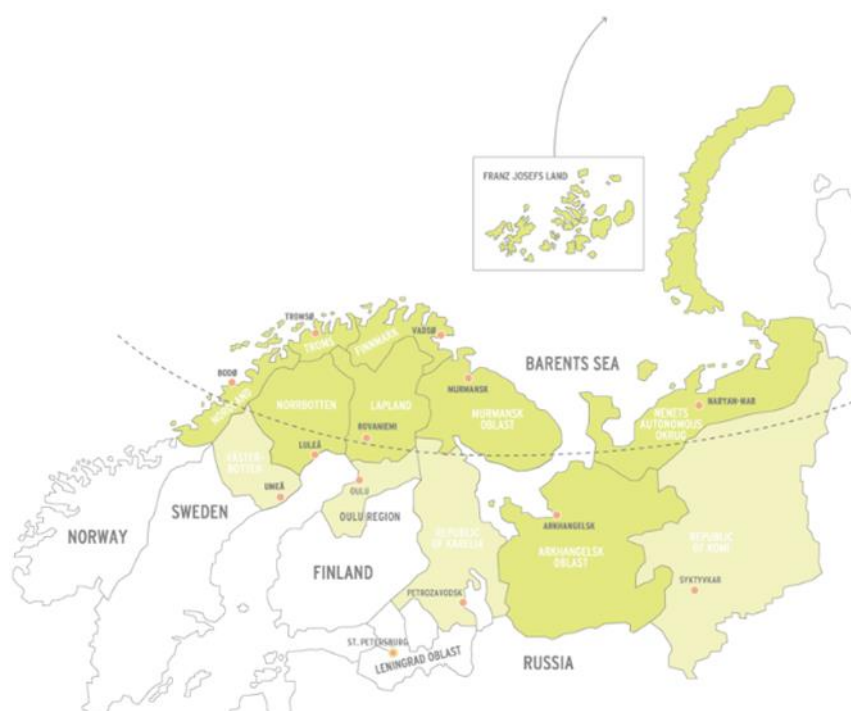 FRANZ JOSEFS LAND
TROMSØ
TROMS
FINNMARK
VADSØ
BARENTS SEA
BODØ
NORDLAND
MURMANSK
NORRBOTTEN
LAPLAND
MURMANSK
OBLAST
NARYAN-MAR
NENETS
AUTONOMOUS
OKRUG
ROVANIEMI
LULEÅ
VÄSTER-
BOTTEN
UMEÅ
OULU
SWEDEN
OULU REGION
NORWAY
ARKHANGELSK
REPUBLIC
OF KARELIA
ARKHANGELSK
OBLAST
REPUBLIC
OF KOMI
FINLAND
PETROZAVODSK
SYKTYVKAR
ST. PETERSBURG
LENINGRAD OBLAST
RUSSIA